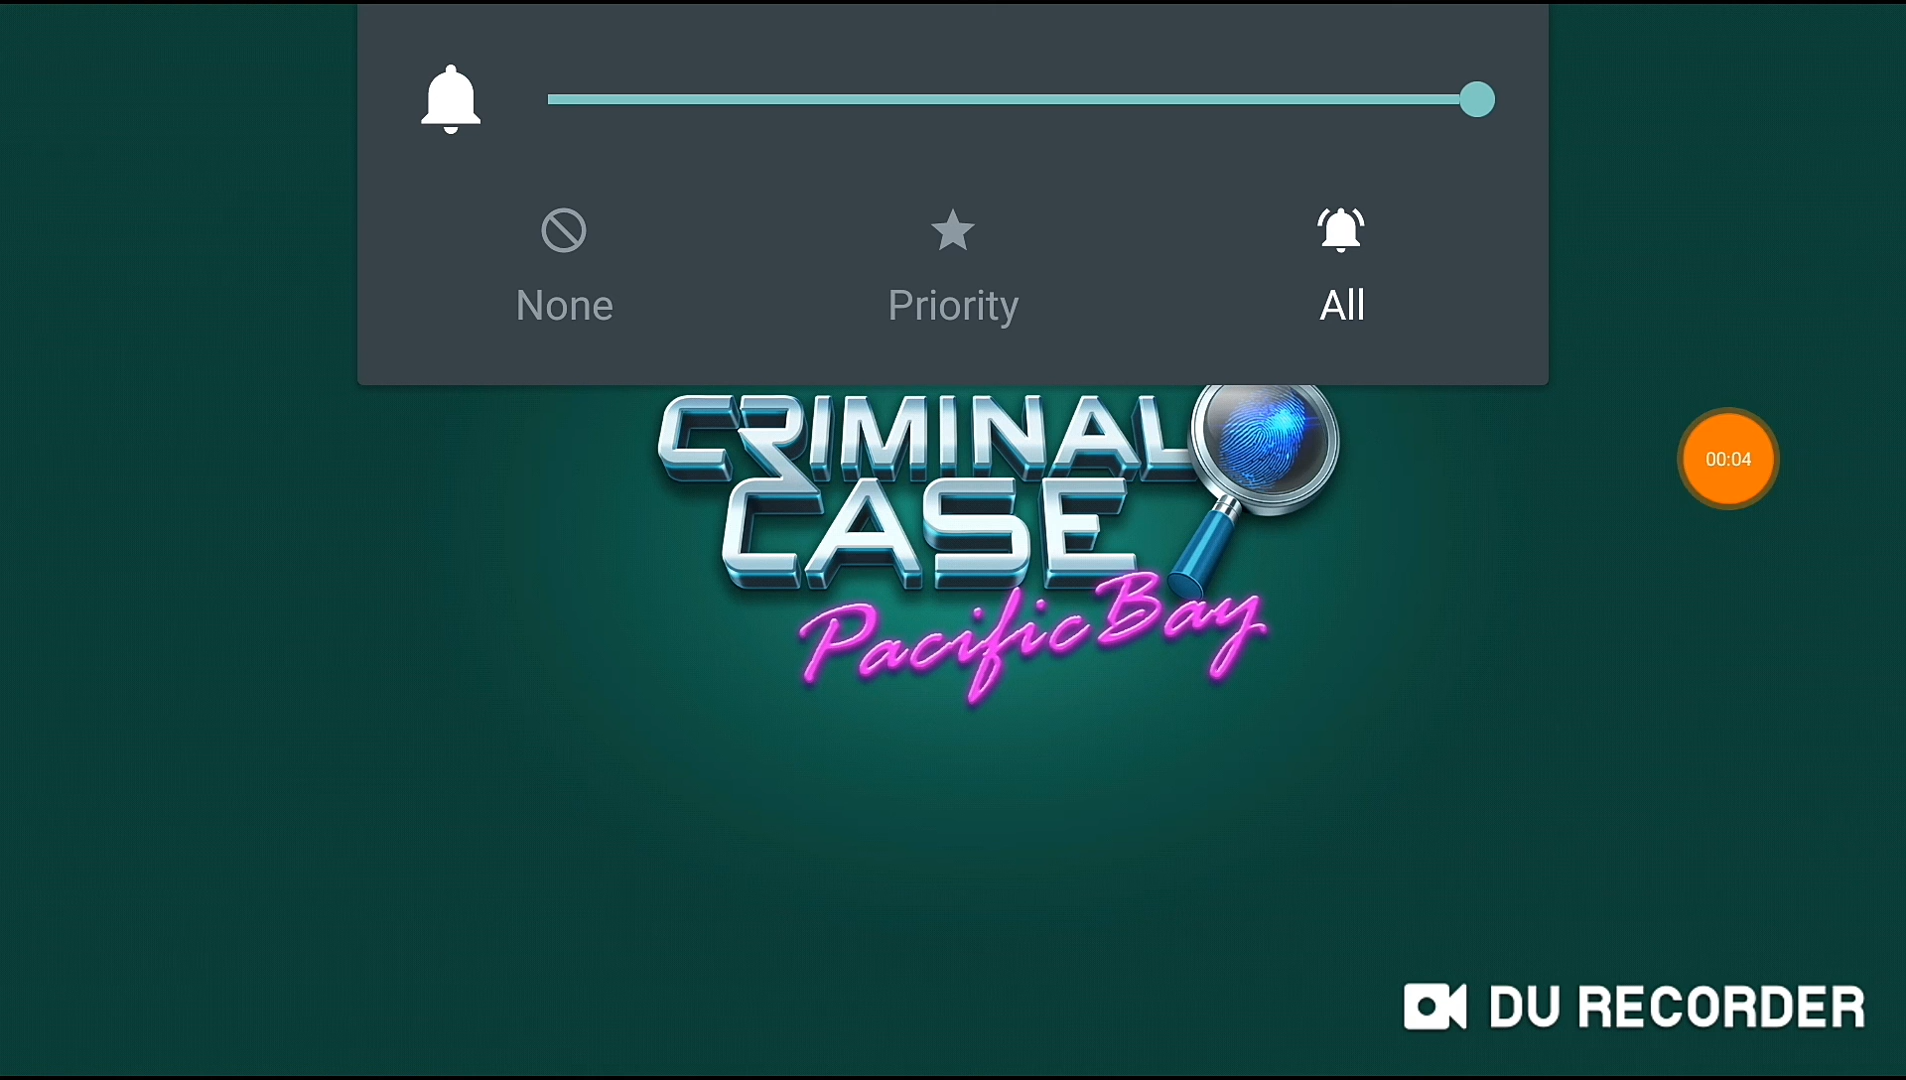 None
Priority
All
CRIMINAL
CASE
Pacific Bay
00:04
DU RECORDER